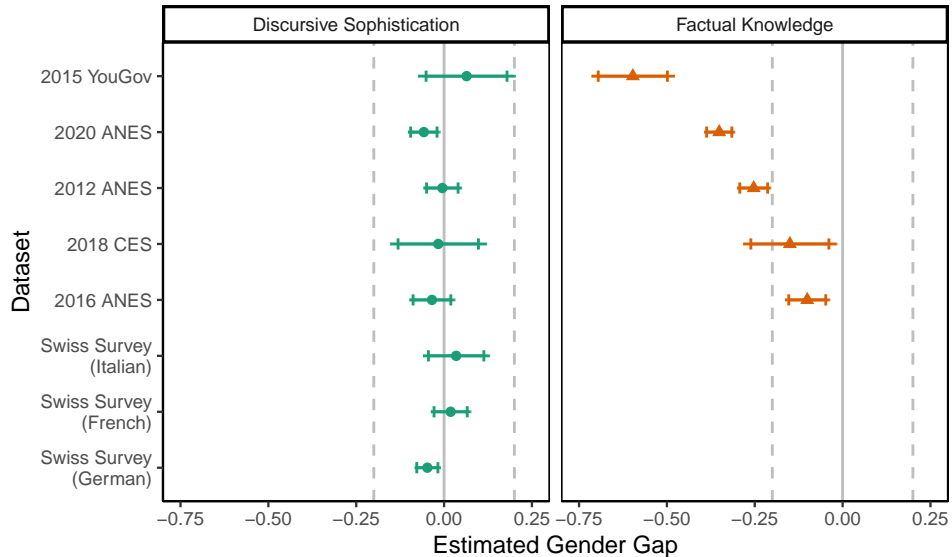 Discursive Sophistication
Factual Knowledge
Dataset
2015 YouGov
2020 ANES
2012 ANES
2018 CES
2016 ANES
Swiss Survey
(Italian)
Swiss Survey
(French)
Swiss Survey
(German)
−0.75 −0.50 −0.25 0.00 0.25
−0.75 −0.50 −0.25 0.00 0.25
Estimated Gender Gap